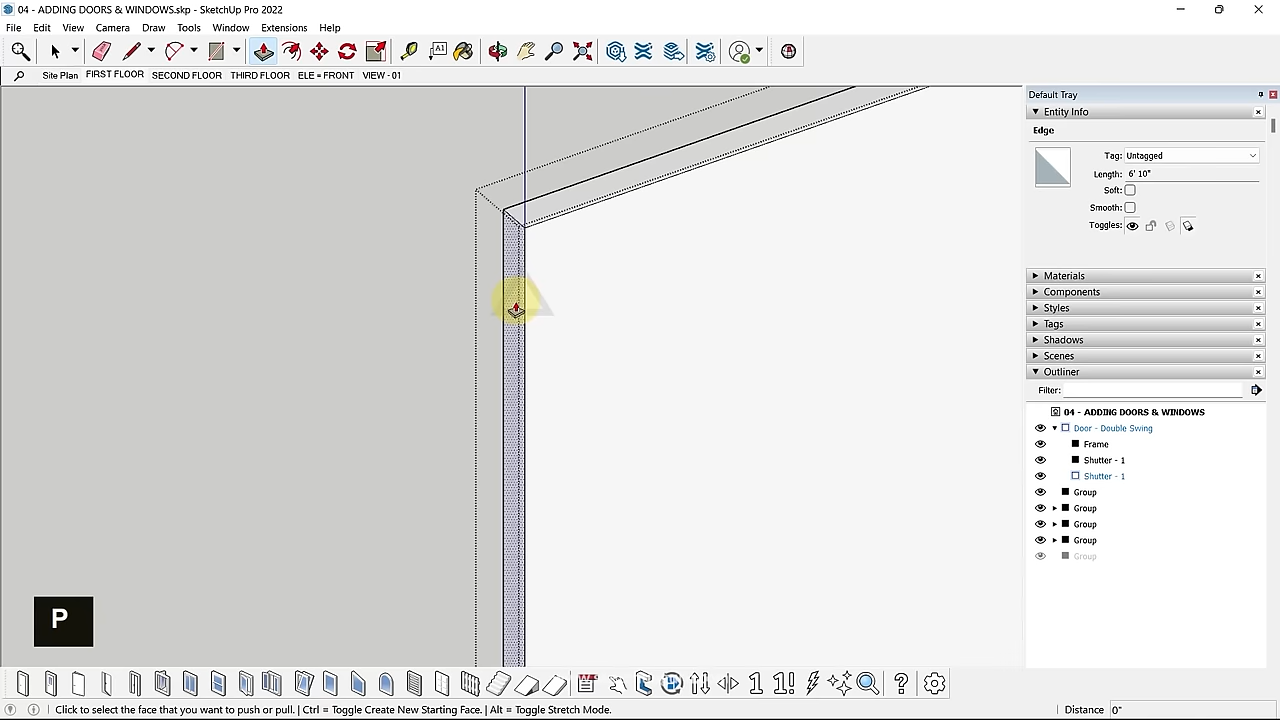 04 - ADDING DOORS & WINDOWS.skp - SketchUp Pro 2022
File Edit View Camera Draw Tools Window Extensions Help
Site Plan FIRST FLOOR SECOND FLOOR THIRD FLOOR ELE = FRONT VIEW - 01
Default Tray
Entity Info
Edge
Tag: Untagged
Length: 6' 10"
Soft:
Smooth:
Toggles:
Materials
Components
Styles
Tags
Shadows
Scenes
Outliner
Filter:
04 - ADDING DOORS & WINDOWS
Door - Double Swing
Frame
Shutter - 1
Shutter - 1
Group
Group
Group
Group
Group
P
Click to select the face that you want to push or pull. | Ctrl = Toggle Create New Starting Face. | Alt = Toggle Stretch Mode.
Distance 0"